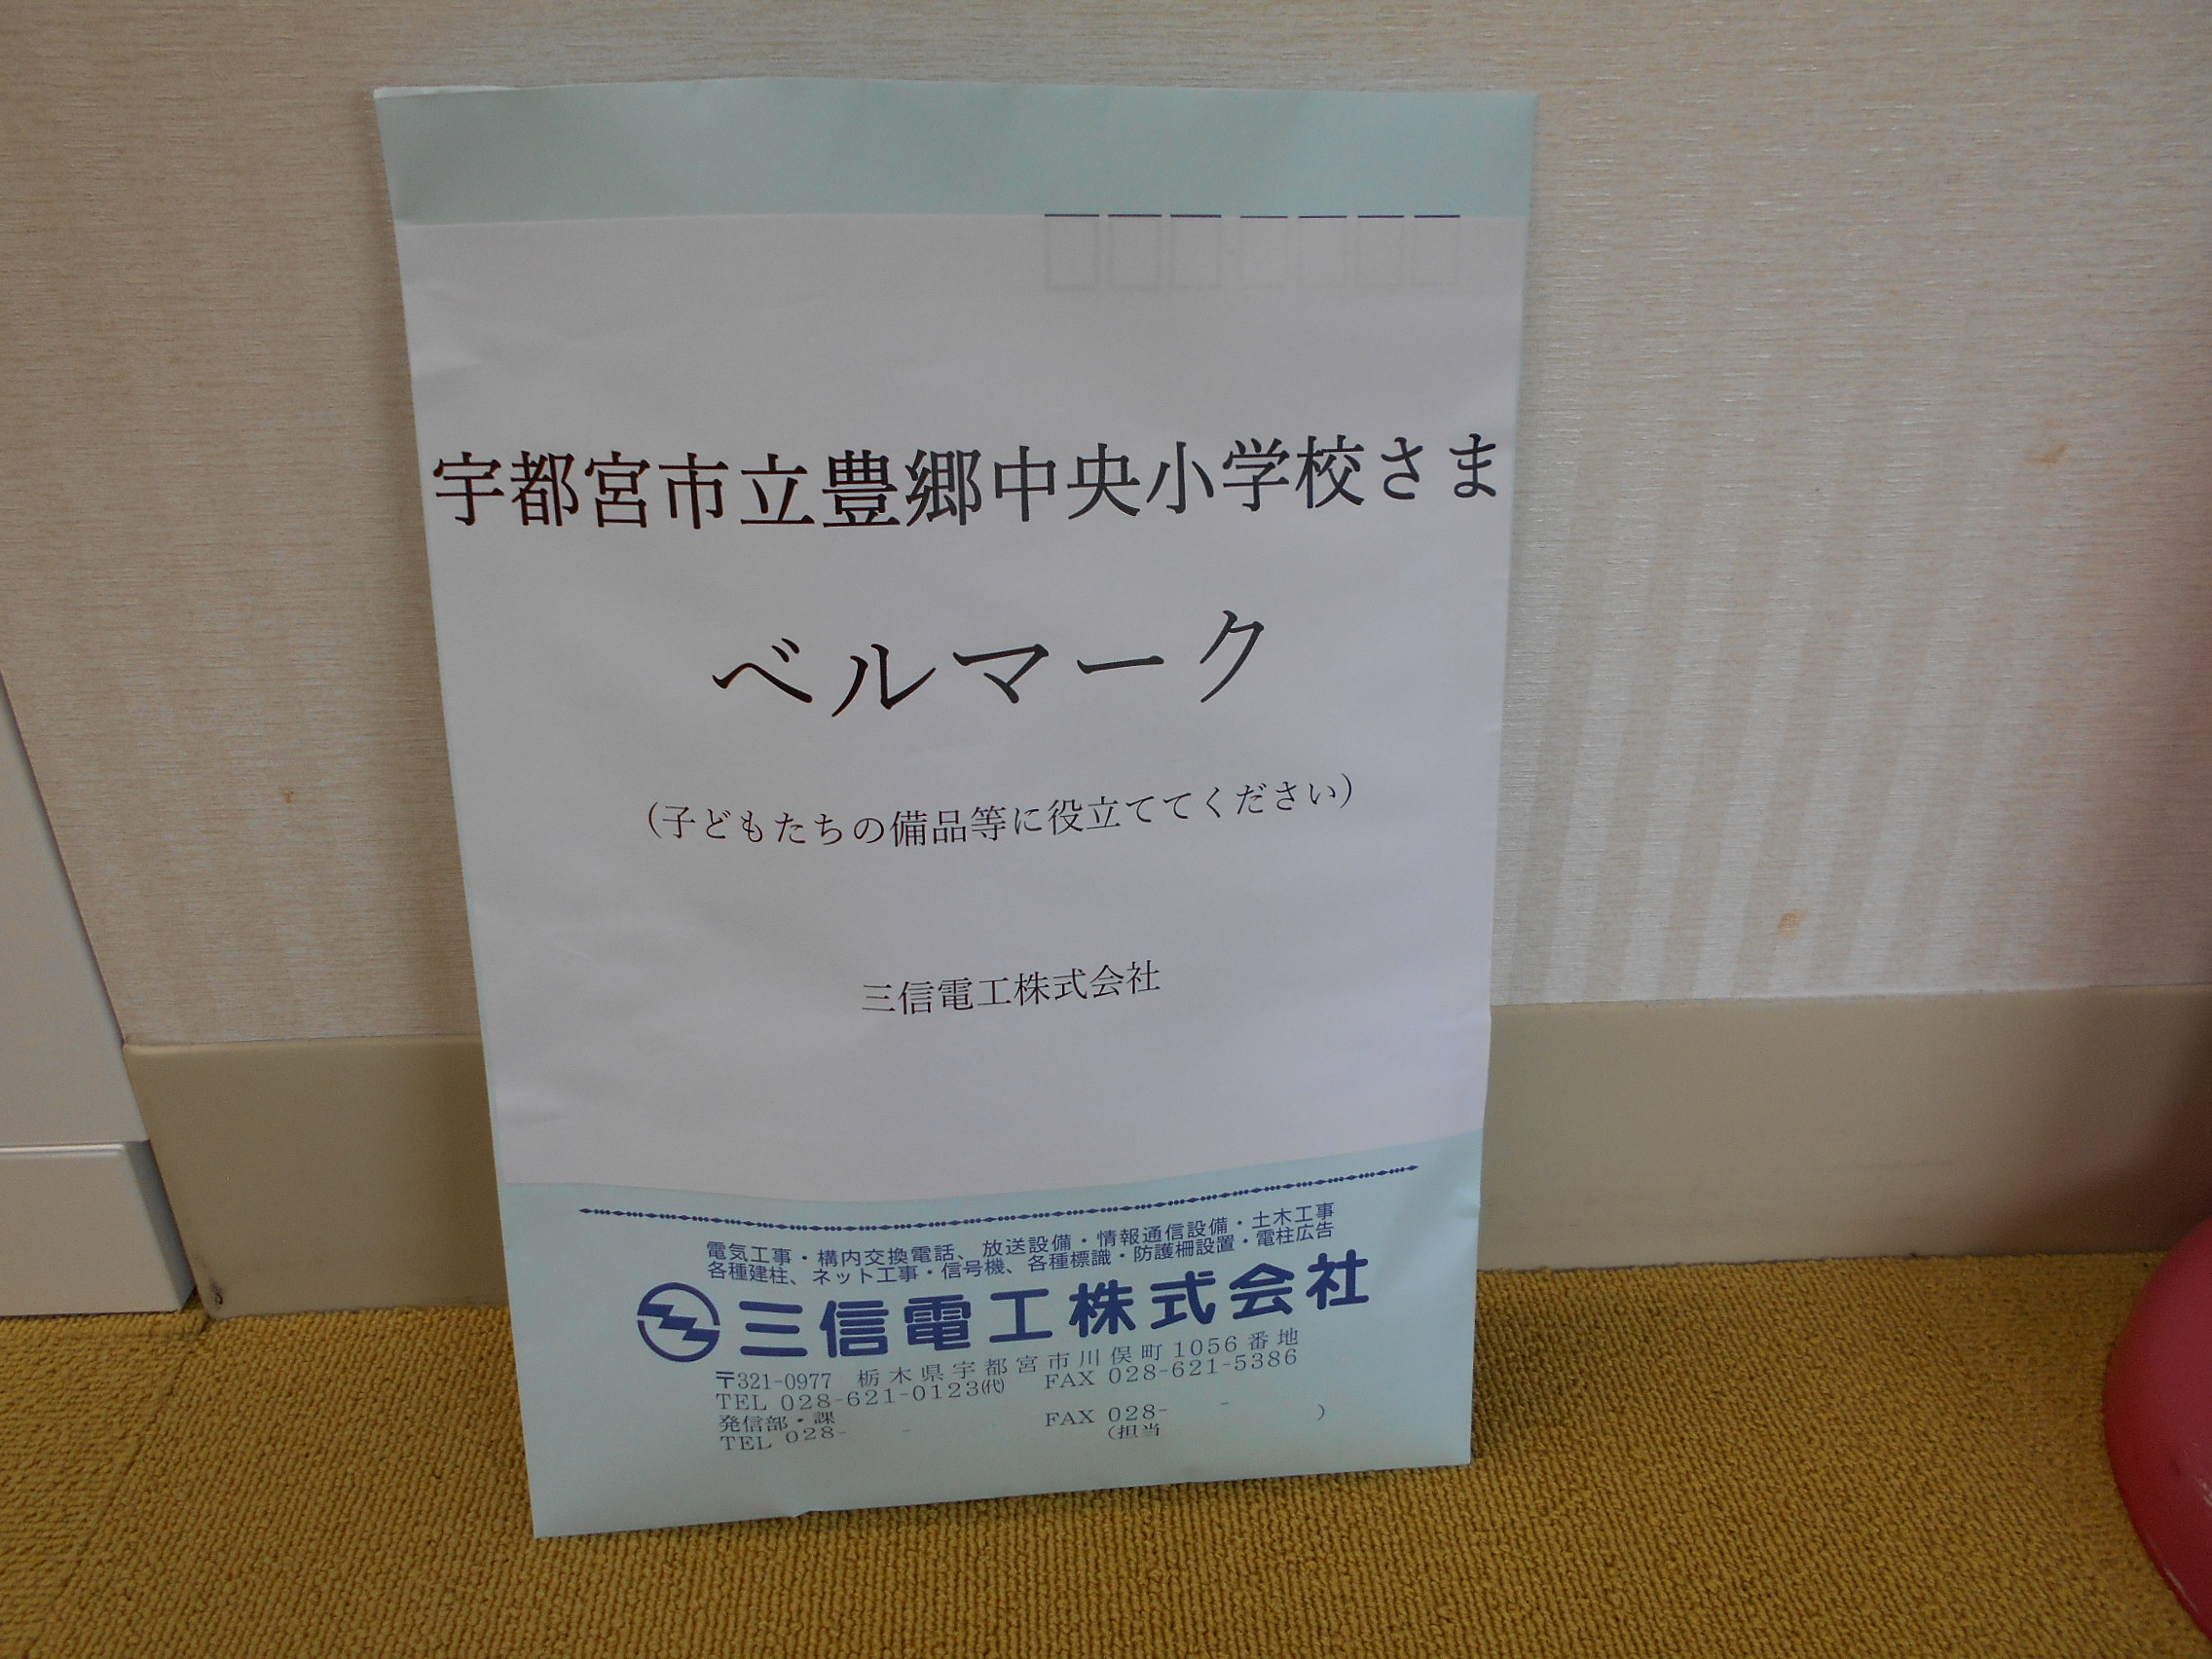 宇都宮市立豊郷中央小学校さま
ベルマーク
（子どもたちの備品等に役立ててください）
三信電工株式会社
電気工事・構内交換電話、放送設備・情報通信設備・土木工事
各種建柱、ネット工事・信号機、各種標識・防護柵設置・電柱広告
三信電工株式会社
〒321-0977 栃木県宇都宮市川俣町1056番地
TEL 028-621-0123㈹ FAX 028-621-5386
発信部・課
TEL 028- - FAX 028- -
（担当 ）